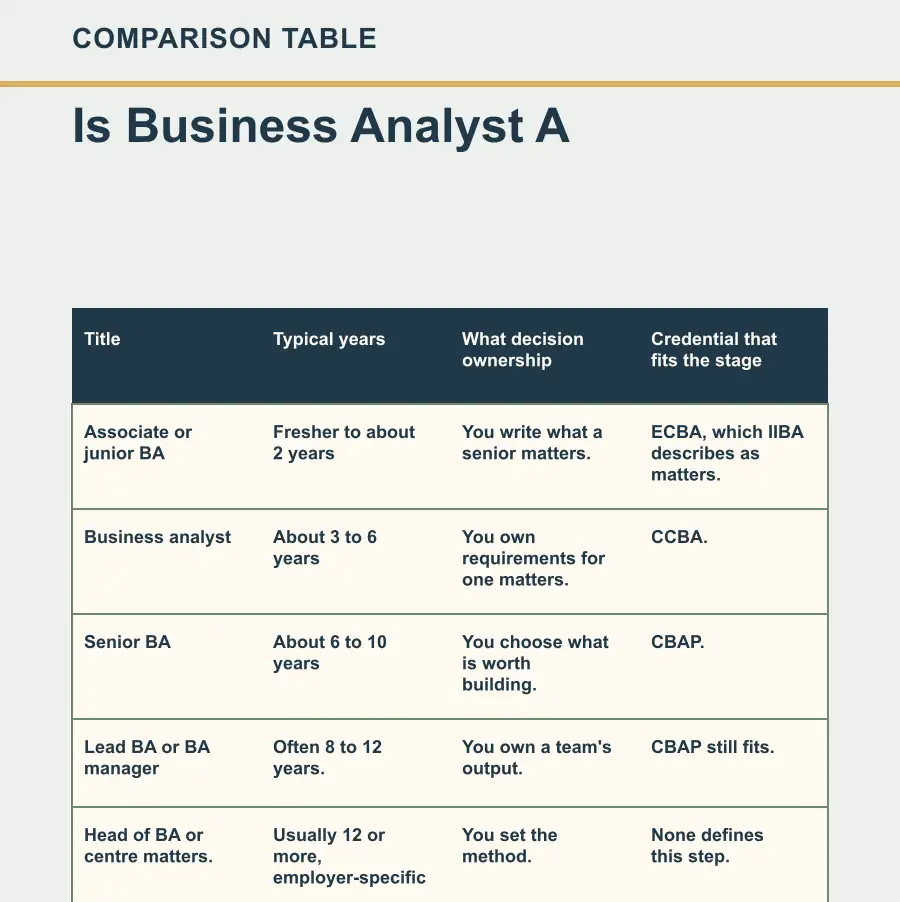 COMPARISON TABLE
Is Business Analyst A
Title
Typical years
What decision
ownership
Credential that
fits the stage
Associate or
junior BA
Fresher to about
2 years
You write what a
senior matters.
ECBA, which IIBA
describes as
matters.
Business analyst
About 3 to 6
years
You own
requirements for
one matters.
CCBA.
Senior BA
About 6 to 10
years
You choose what
is worth
building.
CBAP.
Lead BA or BA
manager
Often 8 to 12
years.
You own a team's
output.
CBAP still fits.
Head of BA or
centre matters.
Usually 12 or
more,
employer-specific
You set the
method.
None defines
this step.